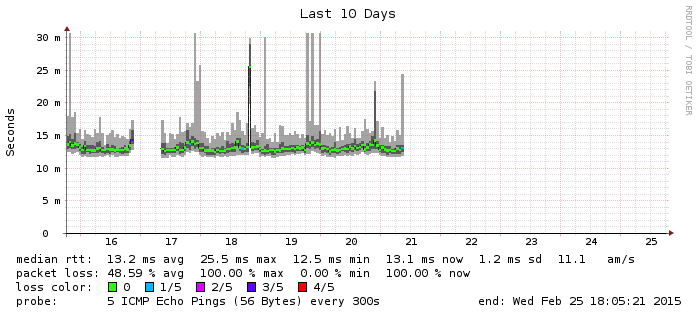 Last 10 Days
RRDTOOL / TOBI OETIKER
Seconds
30 m
25 m
20 m
15 m
10 m
5 m
0
16 17 18 19 20 21 22 23 24 25
median rtt: 13.2 ms avg 25.5 ms max 12.5 ms min 13.1 ms now 1.2 ms sd 11.1 am/s
packet loss: 48.59 % avg 100.00 % max 0.00 % min 100.00 % now
loss color: 0 1/5 2/5 3/5 4/5
probe: 5 ICMP Echo Pings (56 Bytes) every 300s end: Wed Feb 25 18:05:21 2015